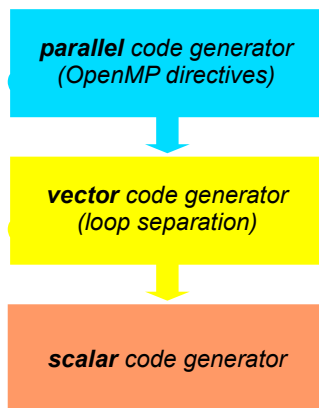 parallel code generator
(OpenMP directives)
vector code generator
(loop separation)
scalar code generator